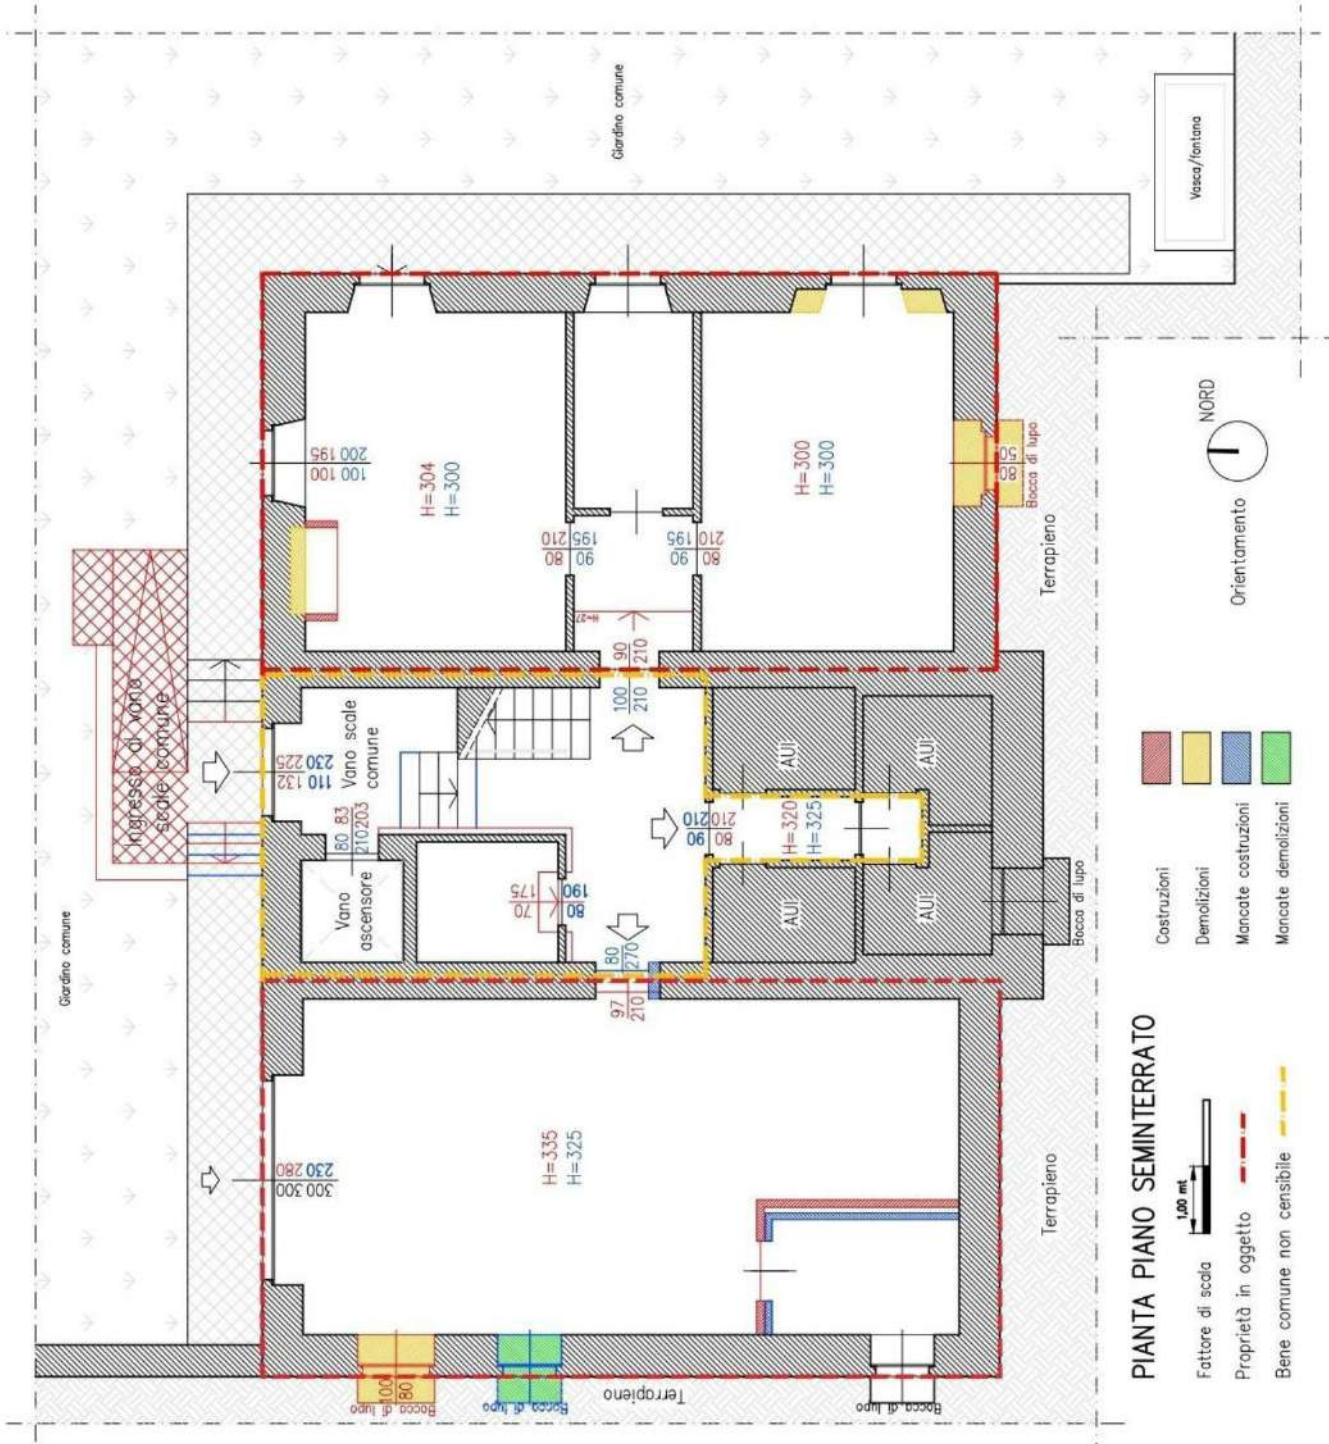 Giardino comune
Giardino comune
Vasca/fontana
Ingresso al vano
scale comune
110 132
230 225
Vano scale
comune
80 83
210 203
Vano
ascensore
70
175
80
190
100 100
200 195
H=304
H=300
80
210
90
195
90
195
80
210
H=27
90
210
100
210
H=300
H=300
80
50
Bocca di lupo
Terrapieno
80
270
97
210
90
210
80
210
H=320
H=325
AUI
AUI
AUI
AUI
Bocca di lupo
300 300
230 280
H=335
H=325
100
80
Bocca di lupo
Bocca di lupo
Terrapieno
Bocca di lupo
Terrapieno
PIANTA PIANO SEMINTERRATO
Fattore di scala
1,00 mt
Proprietà in oggetto
Bene comune non censibile
Costruzioni
Demolizioni
Mancate costruzioni
Mancate demolizioni
Orientamento
NORD